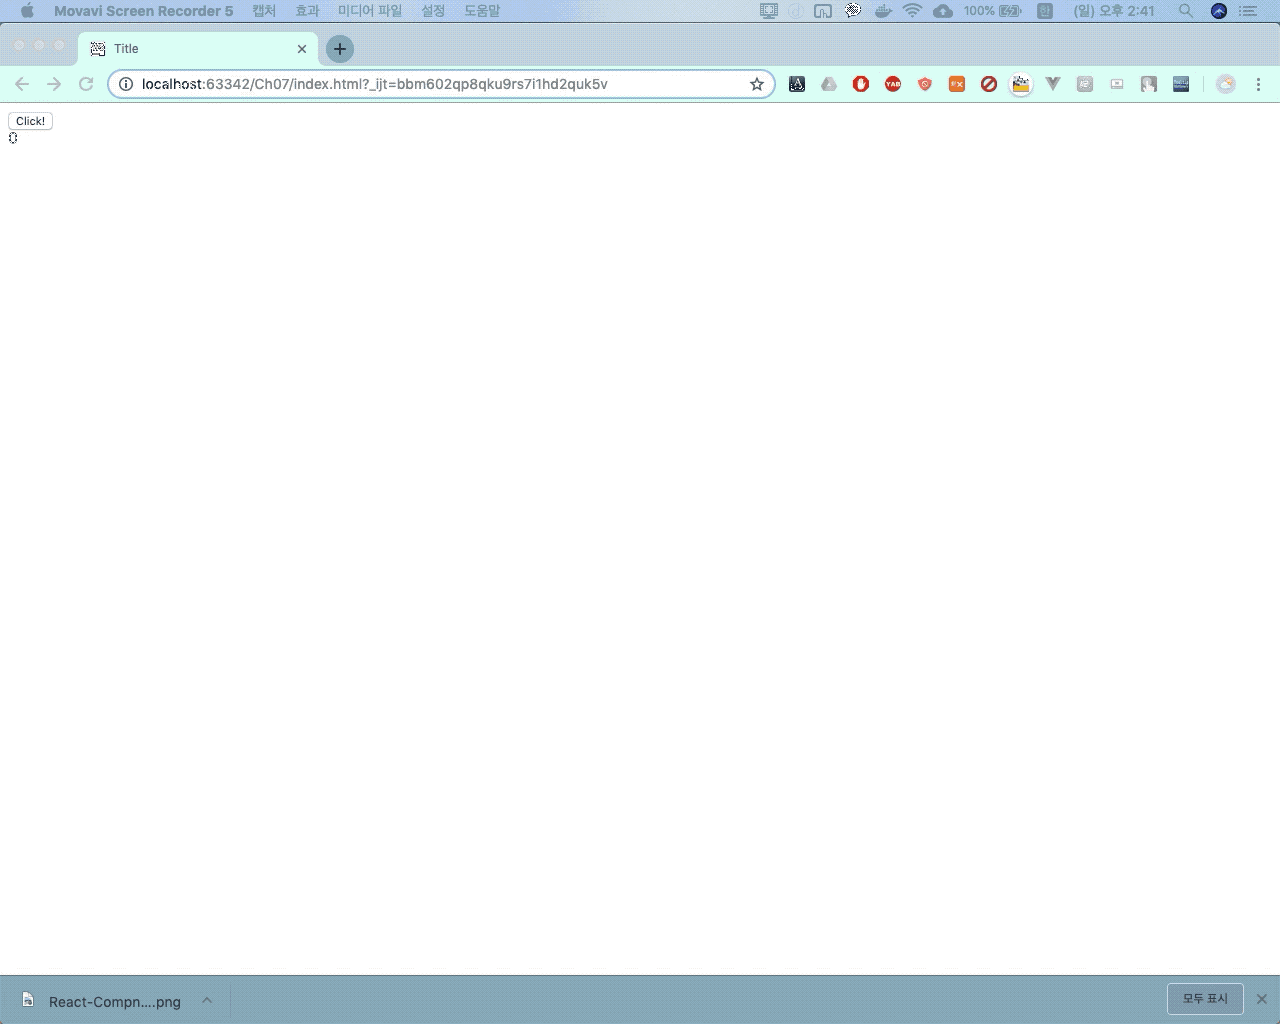 Movavi Screen Recorder 5 캡처 효과 미디어 파일 설정 도움말 100% 한 (일) 오후 2:41
Title
localhost:63342/Ch07/index.html?_ijt=bbm602qp8qku9rs7i1hd2quk5v YAB
Click!
0
React-Compn....png 모두 표시